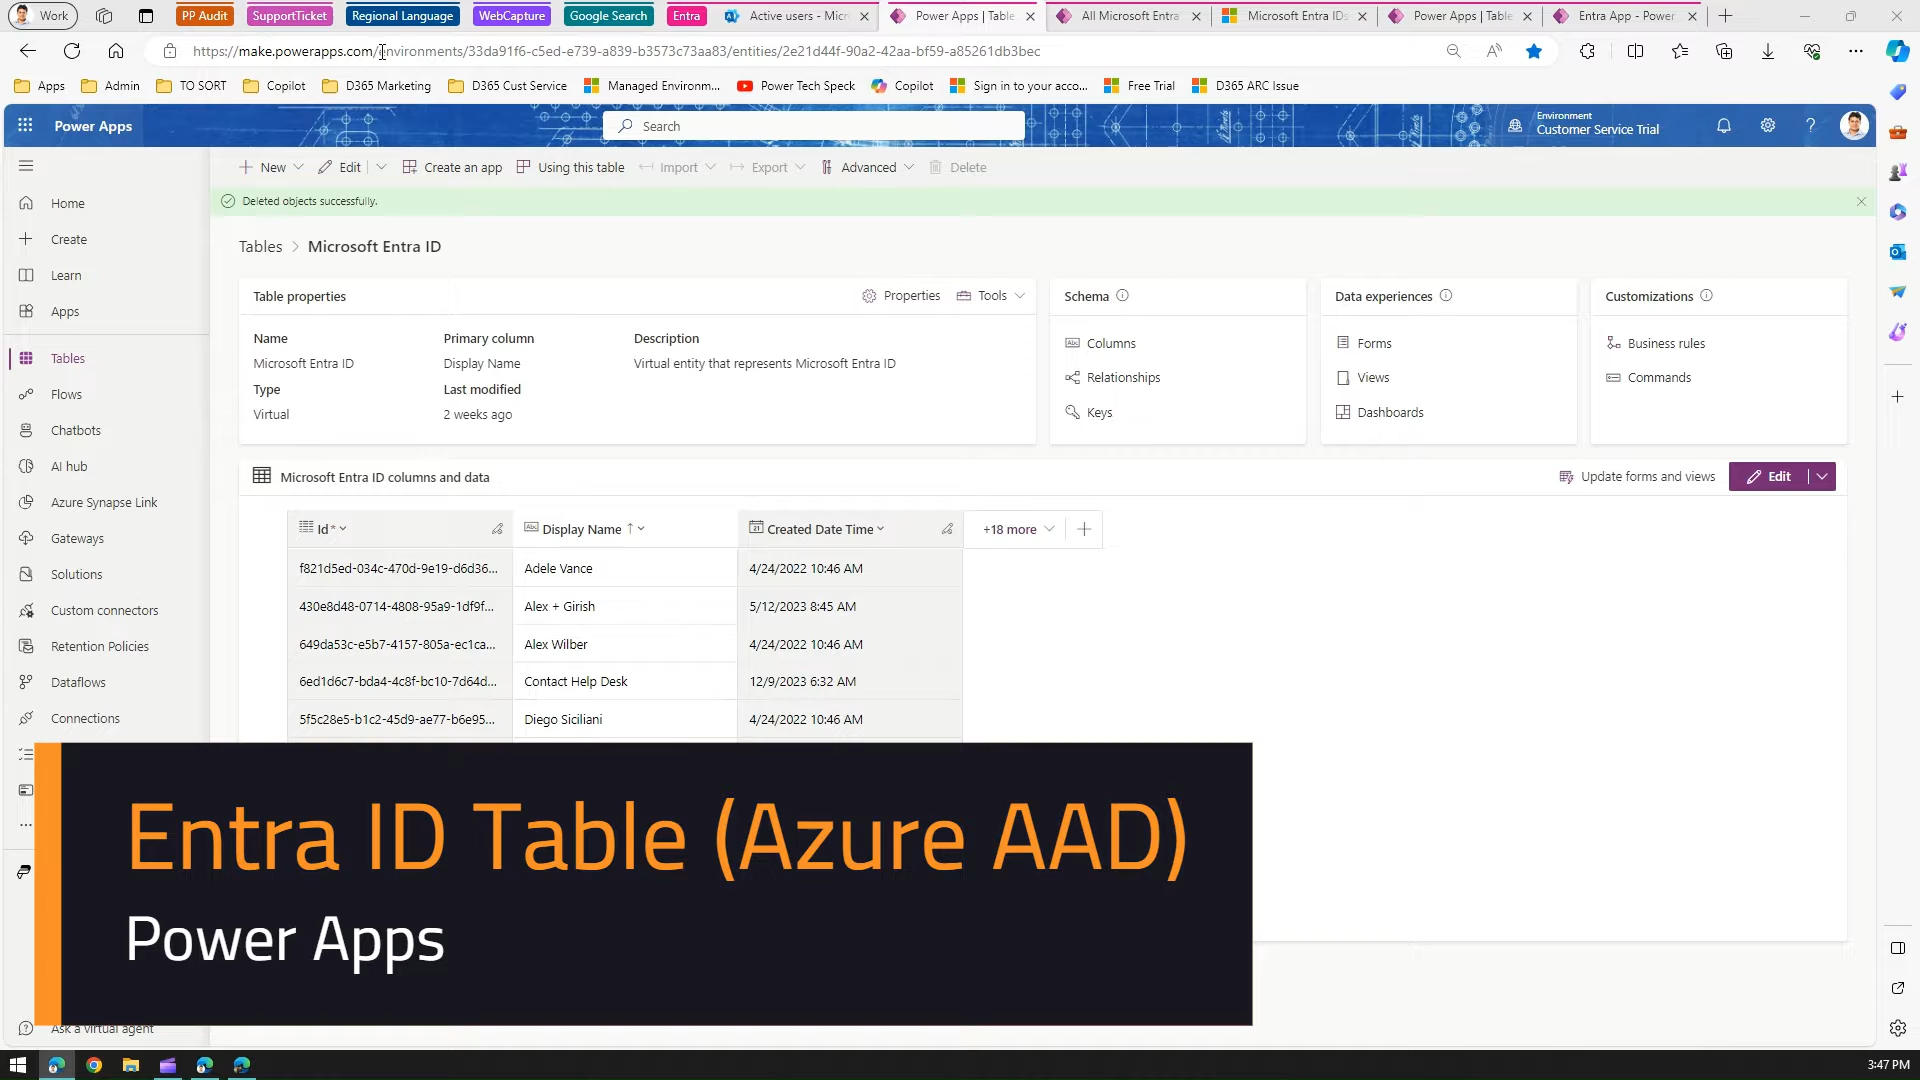 Work
PP Audit
SupportTicket
Regional Language
WebCapture
Google Search
Entra
Active users - Micr
Power Apps | Table
All Microsoft Entra
Microsoft Entra IDs
Power Apps | Table
Entra App - Power
https://make.powerapps.com/environments/33da91f6-c5ed-e739-a839-b3573c73aa83/entities/2e21d44f-90a2-42aa-bf59-a85261db3bec
Apps
Admin
TO SORT
Copilot
D365 Marketing
D365 Cust Service
Managed Environm...
Power Tech Speck
Copilot
Sign in to your acco...
Free Trial
D365 ARC Issue
Power Apps
Search
Environment
Customer Service Trial
New
Edit
Create an app
Using this table
Import
Export
Advanced
Delete
Deleted objects successfully.
Home
Create
Learn
Apps
Tables
Flows
Chatbots
AI hub
Azure Synapse Link
Gateways
Solutions
Custom connectors
Retention Policies
Dataflows
Connections
Ask a virtual agent
Tables > Microsoft Entra ID
Table properties
Properties
Tools
Name
Microsoft Entra ID
Primary column
Display Name
Description
Virtual entity that represents Microsoft Entra ID
Type
Virtual
Last modified
2 weeks ago
Schema
Columns
Relationships
Keys
Data experiences
Forms
Views
Dashboards
Customizations
Business rules
Commands
Microsoft Entra ID columns and data
Update forms and views
Edit
Id *
Display Name ↑
Created Date Time
+18 more
f821d5ed-034c-470d-9e19-d6d36... Adele Vance 4/24/2022 10:46 AM
430e8d48-0714-4808-95a9-1df9f... Alex + Girish 5/12/2023 8:45 AM
649da53c-e5b7-4157-805a-ec1ca... Alex Wilber 4/24/2022 10:46 AM
6ed1d6c7-bda4-4c8f-bc10-7d64d... Contact Help Desk 12/9/2023 6:32 AM
5f5c28e5-b1c2-45d9-ae77-b6e95... Diego Siciliani 4/24/2022 10:46 AM
Entra ID Table (Azure AAD)
Power Apps
3:47 PM